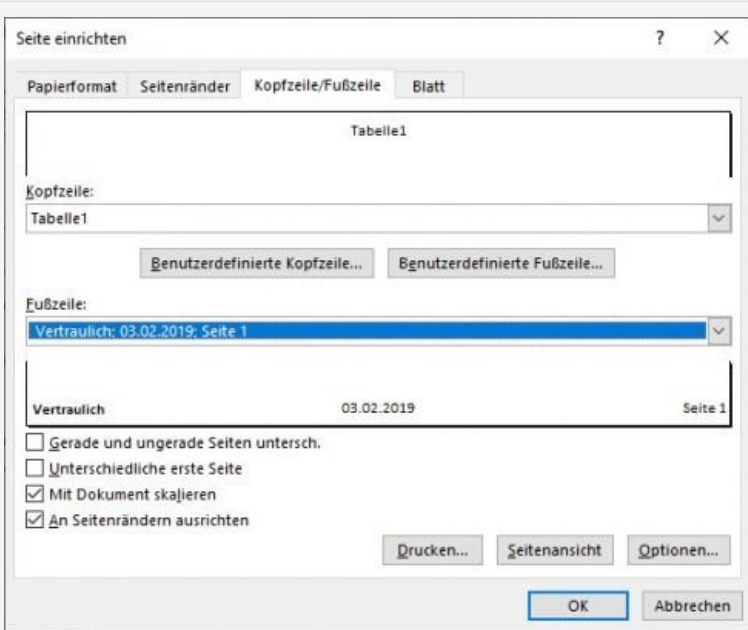 Seite einrichten ?
Papierformat Seitenränder Kopfzeile/Fußzeile Blatt
Tabelle1
Kopfzeile:
Tabelle1
Benutzerdefinierte Kopfzeile... Benutzerdefinierte Fußzeile...
Fußzeile:
Vertraulich; 03.02.2019; Seite 1
Vertraulich 03.02.2019 Seite 1
Gerade und ungerade Seiten untersch.
Unterschiedliche erste Seite
Mit Dokument skalieren
An Seitenrändern ausrichten
Drucken... Seitenansicht Optionen...
OK Abbrechen